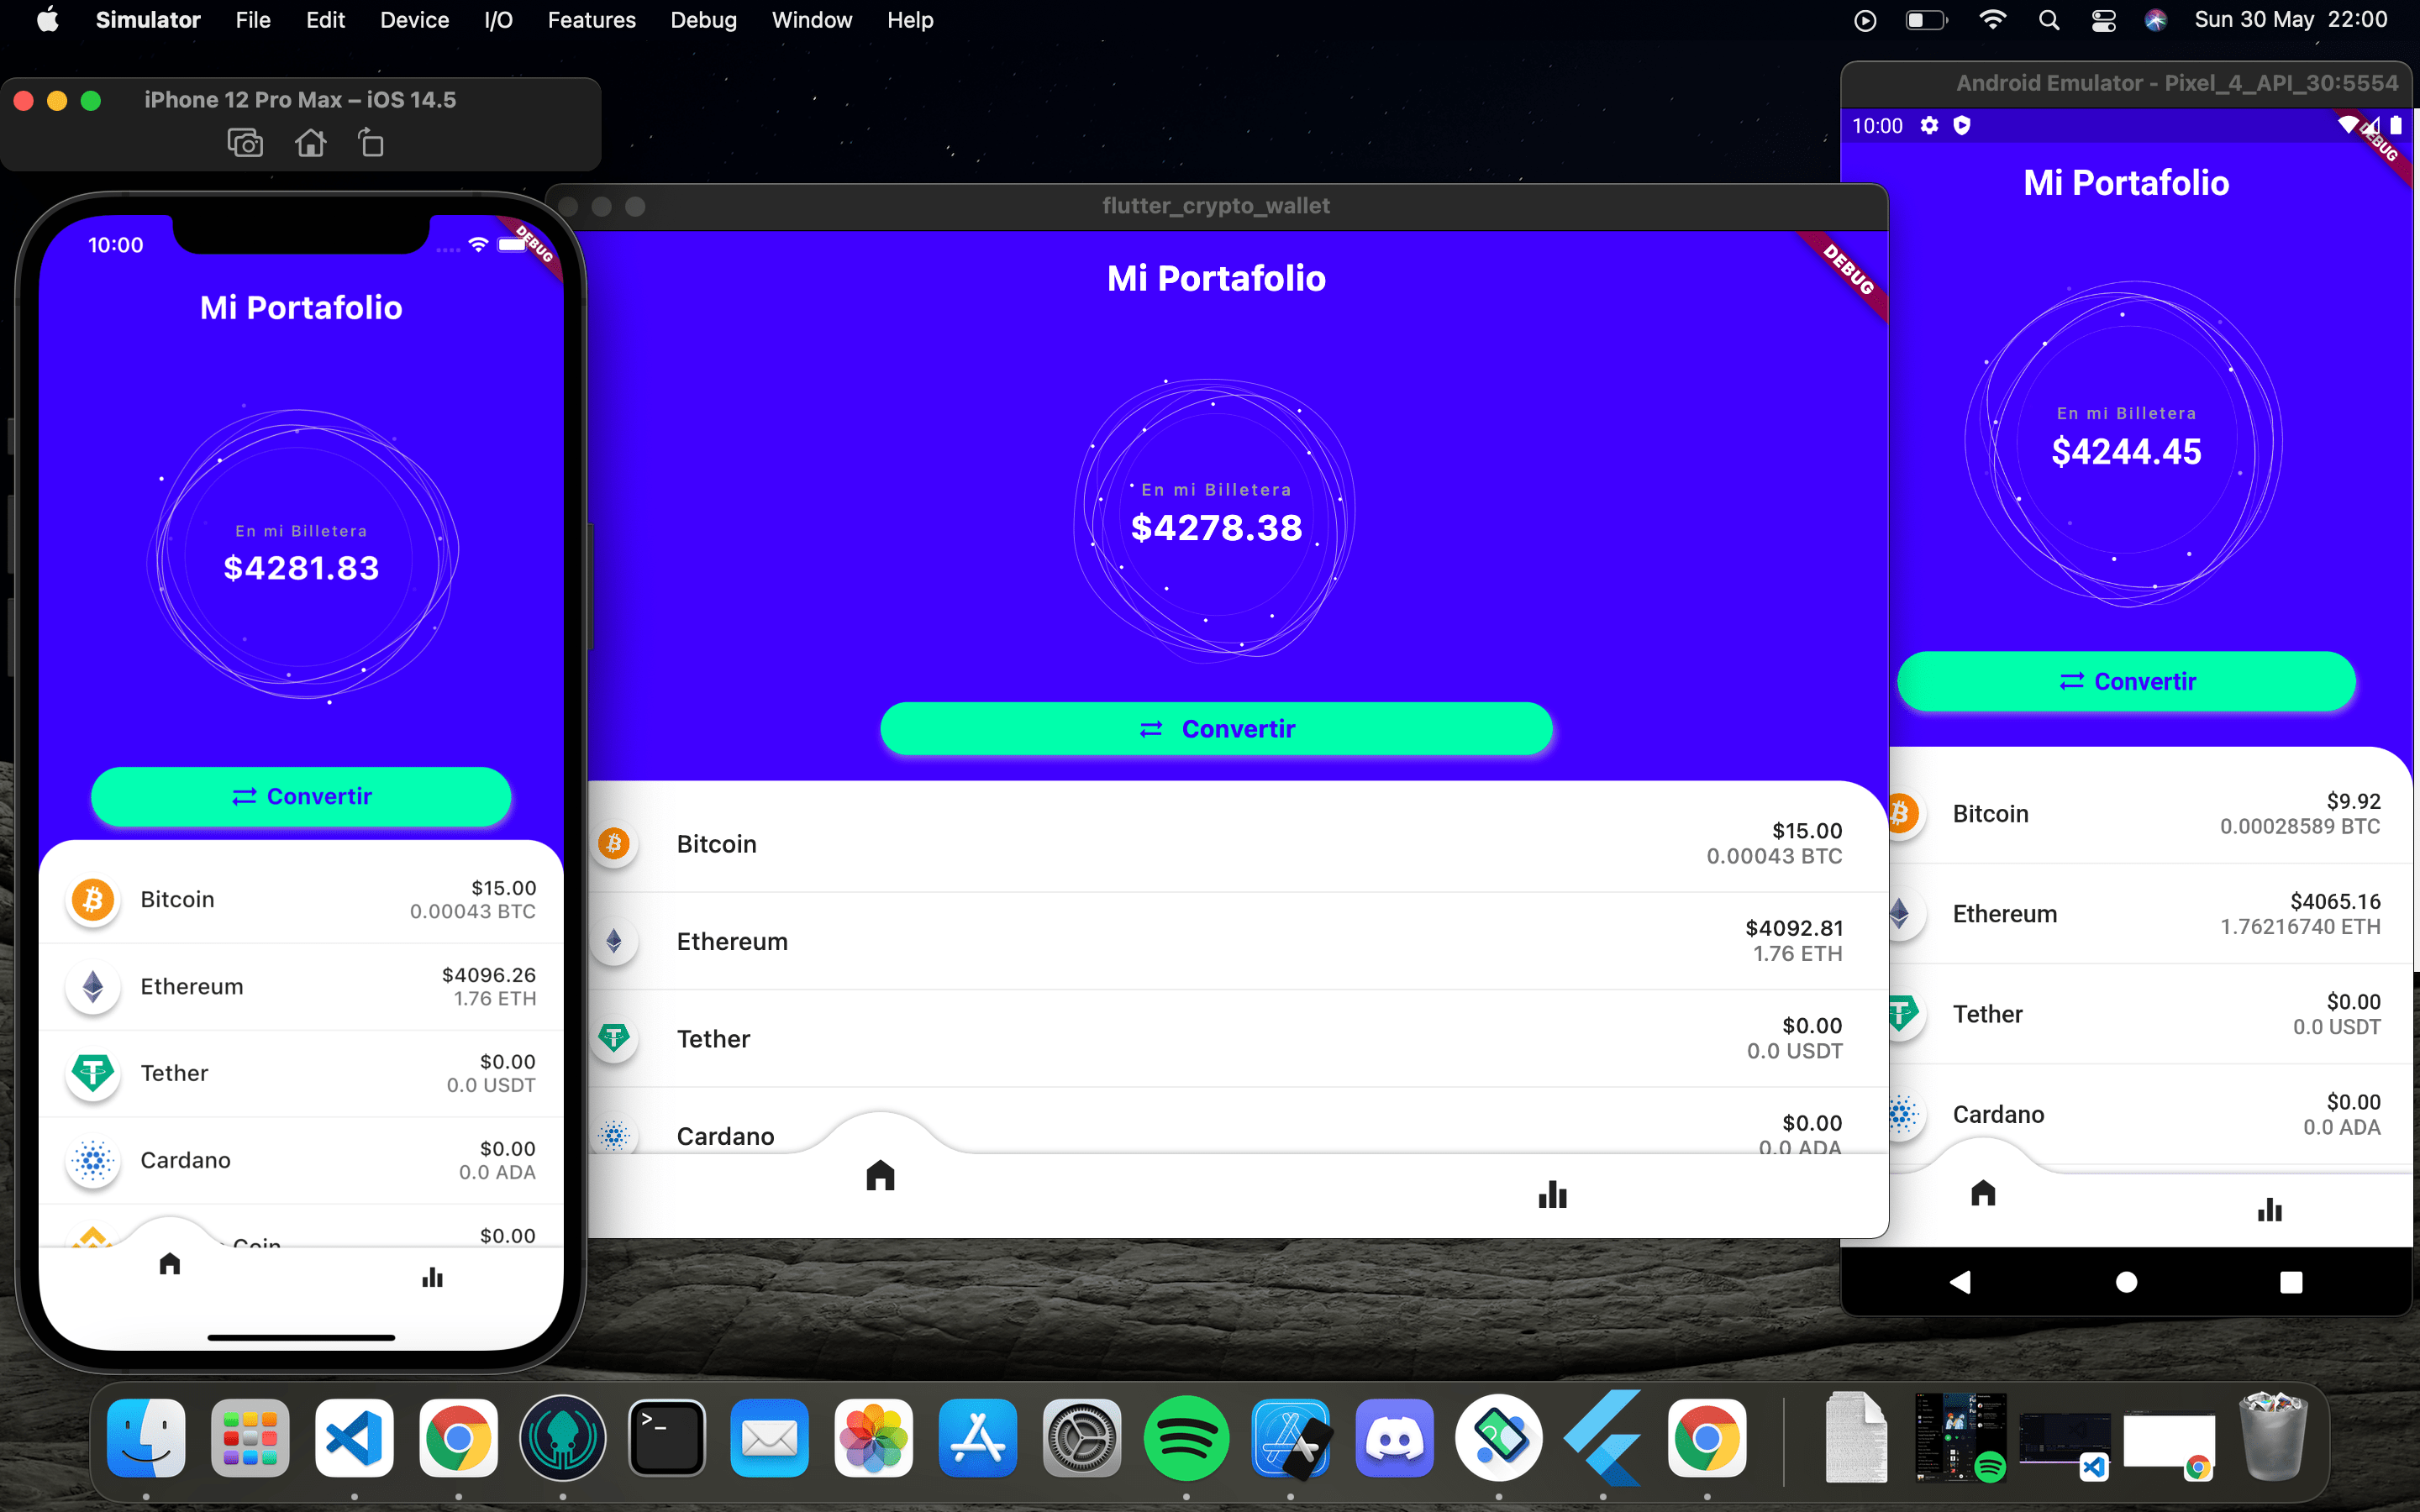 Simulator File Edit Device I/O Features Debug Window Help
Sun 30 May 22:00
iPhone 12 Pro Max – iOS 14.5
10:00
DEBUG
Mi Portafolio
En mi Billetera
$4281.83
Convertir
Bitcoin
$15.00
0.00043 BTC
Ethereum
$4096.26
1.76 ETH
Tether
$0.00
0.0 USDT
Cardano
$0.00
0.0 ADA
Coin
$0.00
flutter_crypto_wallet
DEBUG
Mi Portafolio
En mi Billetera
$4278.38
Convertir
Bitcoin
$15.00
0.00043 BTC
Ethereum
$4092.81
1.76 ETH
Tether
$0.00
0.0 USDT
Cardano
$0.00
0.0 ADA
Android Emulator - Pixel_4_API_30:5554
10:00
DEBUG
Mi Portafolio
En mi Billetera
$4244.45
Convertir
Bitcoin
$9.92
0.00028589 BTC
Ethereum
$4065.16
1.76216740 ETH
Tether
$0.00
0.0 USDT
Cardano
$0.00
0.0 ADA